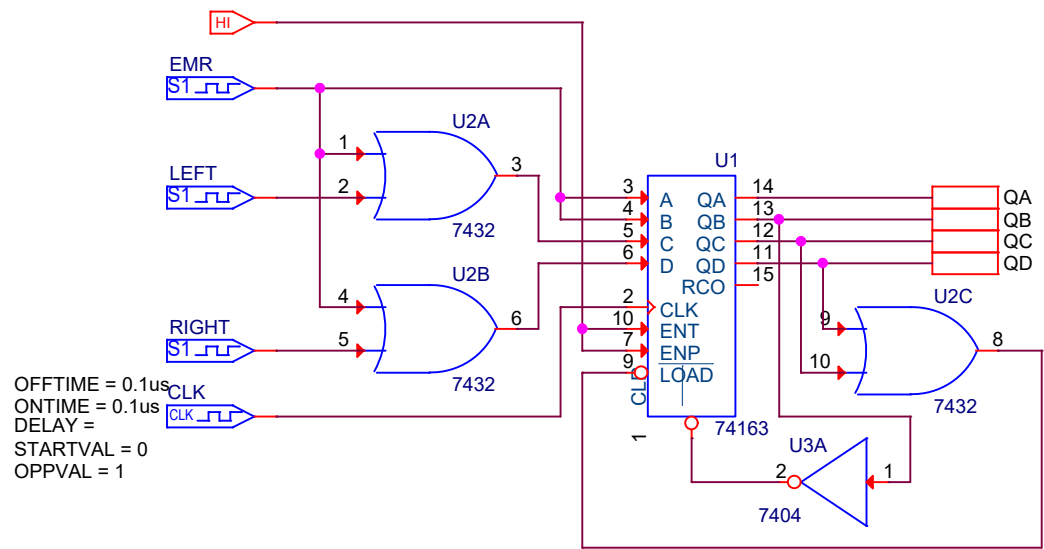 HI
EMR
S1
U2A
1
3
LEFT
2
S1
7432
U1
3 A QA 14 QA
4 B QB 13 QB
5 C QC 12 QC
6 D QD 11 QD
RCO 15
U2B
4
6
2 CLK
10 ENT
7 ENP
9 LOAD
CLR
1
74163
U2C
9
8
10
7432
RIGHT
S1
5
7432
OFFTIME = 0.1us CLK
ONTIME = 0.1us CLK
DELAY =
STARTVAL = 0
OPPVAL = 1
U3A
2
1
7404